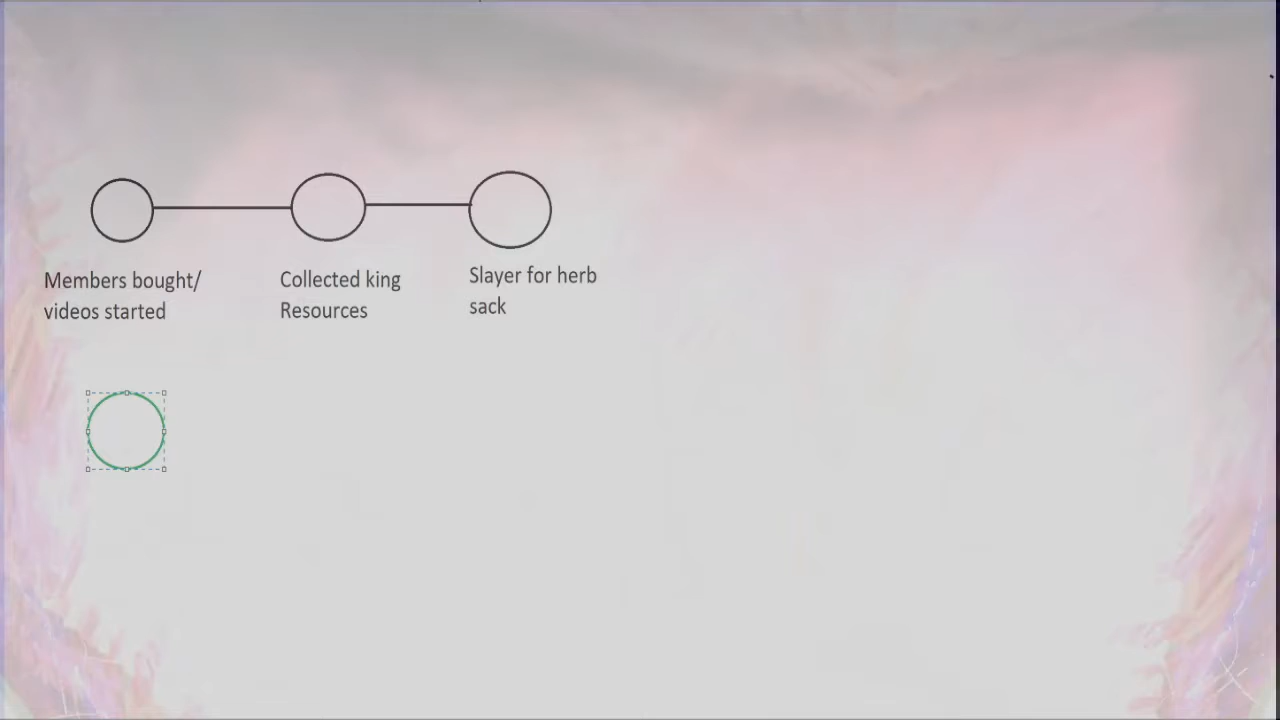 Members bought/
videos started
Collected king
Resources
Slayer for herb
sack